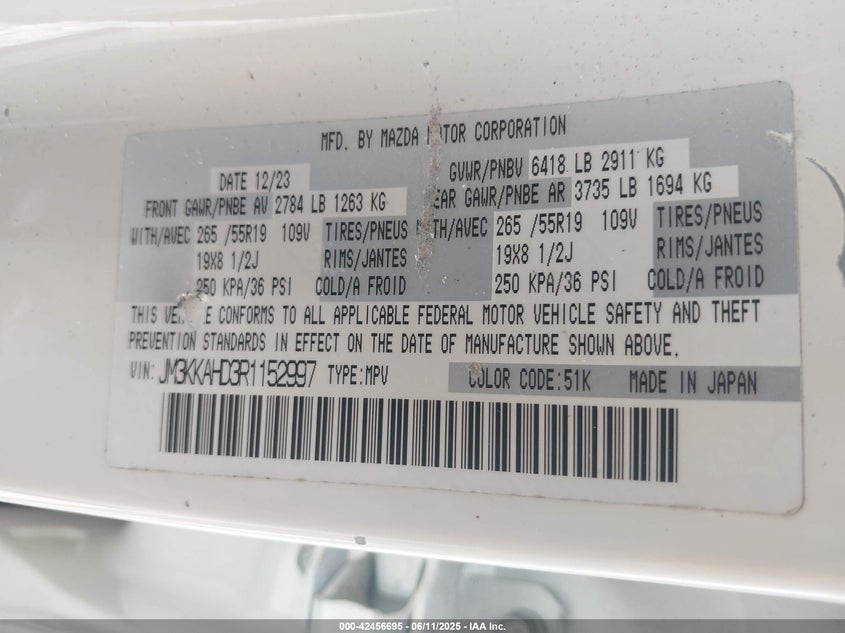 MFD. BY MAZDA MOTOR CORPORATION
DATE 12/23 GVWR/PNBV 6418 LB 2911 KG
FRONT GAWR/PNBE AV 2784 LB 1263 KG EAR GAWR/PNBE AR 3735 LB 1694 KG
WITH/AVEC 265 /55R19 109V TIRES/PNEUS WITH/AVEC 265 /55R19 109V TIRES/PNEUS
19X8 1/2J RIMS/JANTES 19X8 1/2J RIMS/JANTES
250 KPA/36 PSI COLD/A FROID 250 KPA/36 PSI COLD/A FROID
THIS VEHICLE CONFORMS TO ALL APPLICABLE FEDERAL MOTOR VEHICLE SAFETY AND THEFT
PREVENTION STANDARDS IN EFFECT ON THE DATE OF MANUFACTURE SHOWN ABOVE.
VIN: JM3KKAHD3R1152997 TYPE:MPV COLOR CODE:51K MADE IN JAPAN
000-42456695 - 06/11/2025 - IAA Inc.